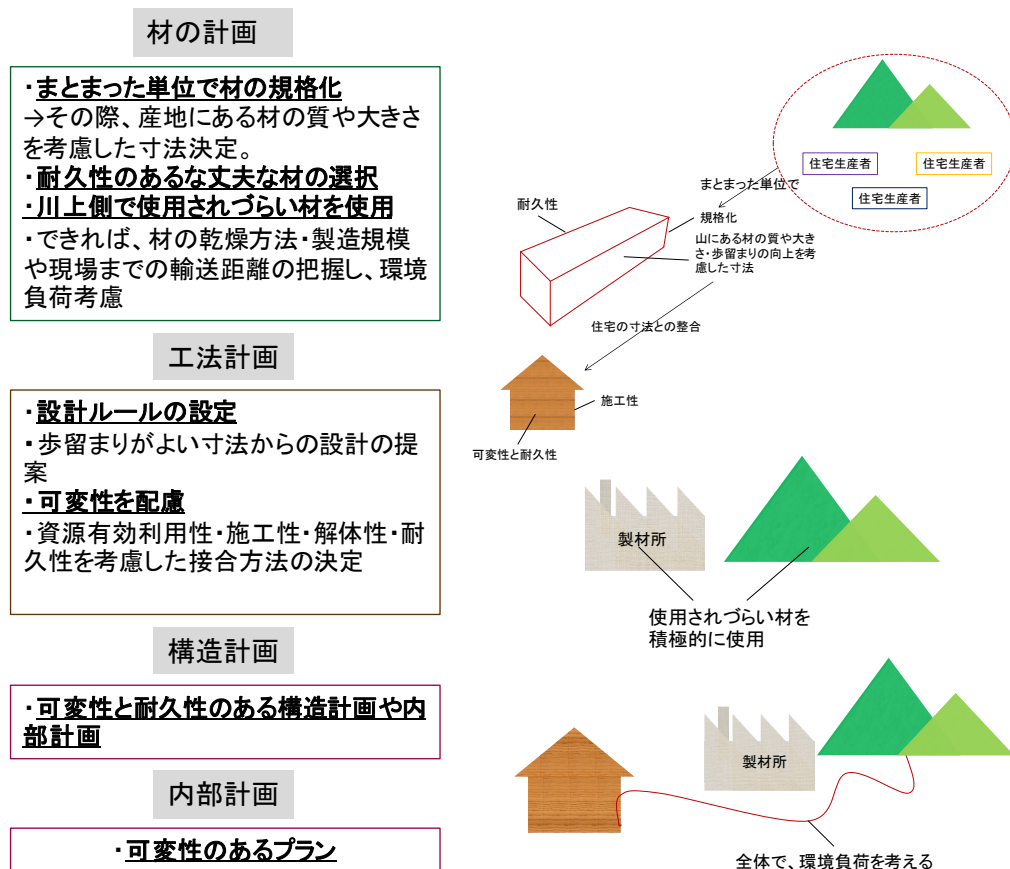 材の計画
・まとまった単位で材の規格化
→その際、産地にある材の質や大きさ
を考慮した寸法決定。
・耐久性のあるな丈夫な材の選択
・川上側で使用されづらい材を使用
・できれば、材の乾燥方法・製造規模
や現場までの輸送距離の把握し、環境
負荷考慮
工法計画
・設計ルールの設定
・歩留まりがよい寸法からの設計の提
案
・可変性を配慮
・資源有効利用性・施工性・解体性・耐
久性を考慮した接合方法の決定
構造計画
・可変性と耐久性のある構造計画や内
部計画
内部計画
・可変性のあるプラン
住宅生産者
住宅生産者
住宅生産者
まとまった単位で
耐久性
規格化
山にある材の質や大き
さ・歩留まりの向上を考
慮した寸法
住宅の寸法との整合
施工性
可変性と耐久性
製材所
使用されづらい材を
積極的に使用
製材所
全体で、環境負荷を考える